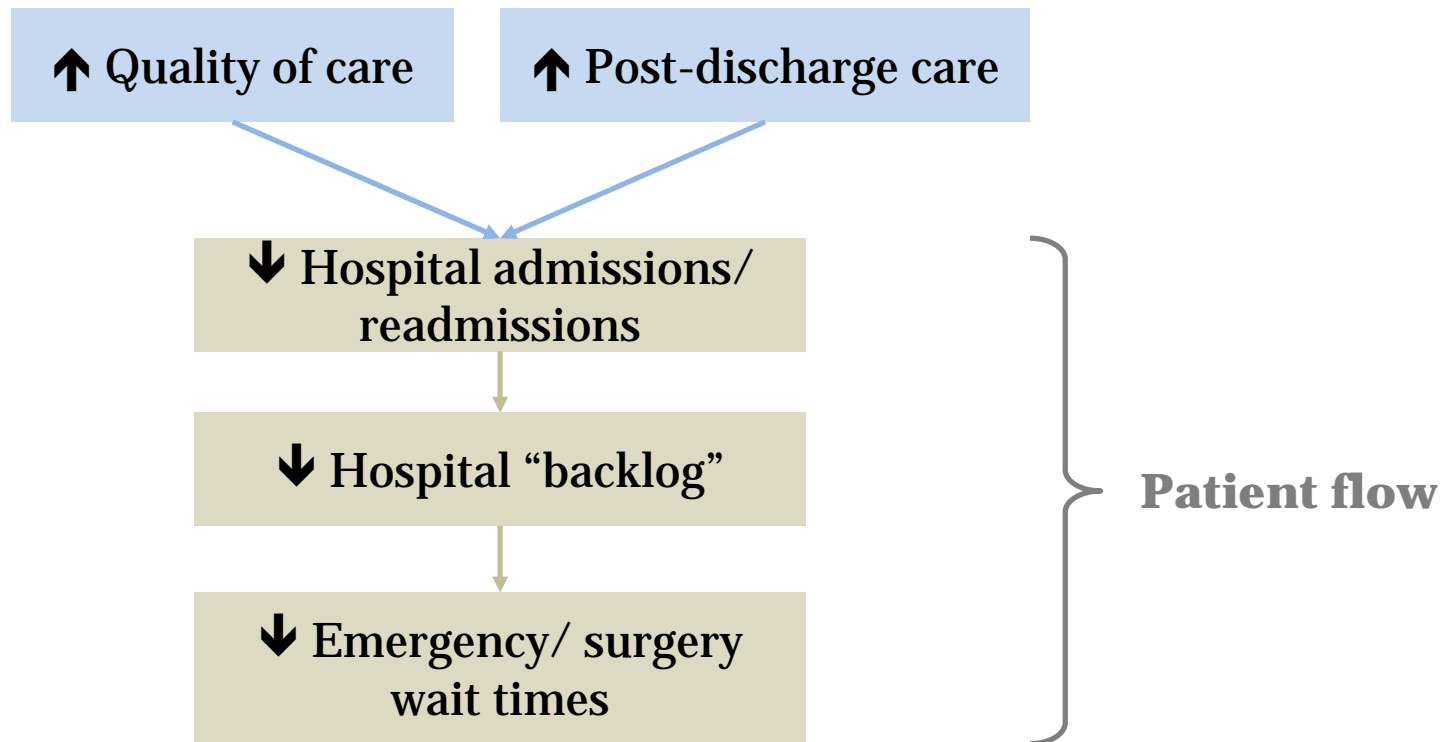 🡹 Quality of care
🡹 Post-discharge care
🡻 Hospital admissions/
readmissions
🡻 Hospital “backlog”
🡻 Emergency/ surgery
wait times
Patient flow